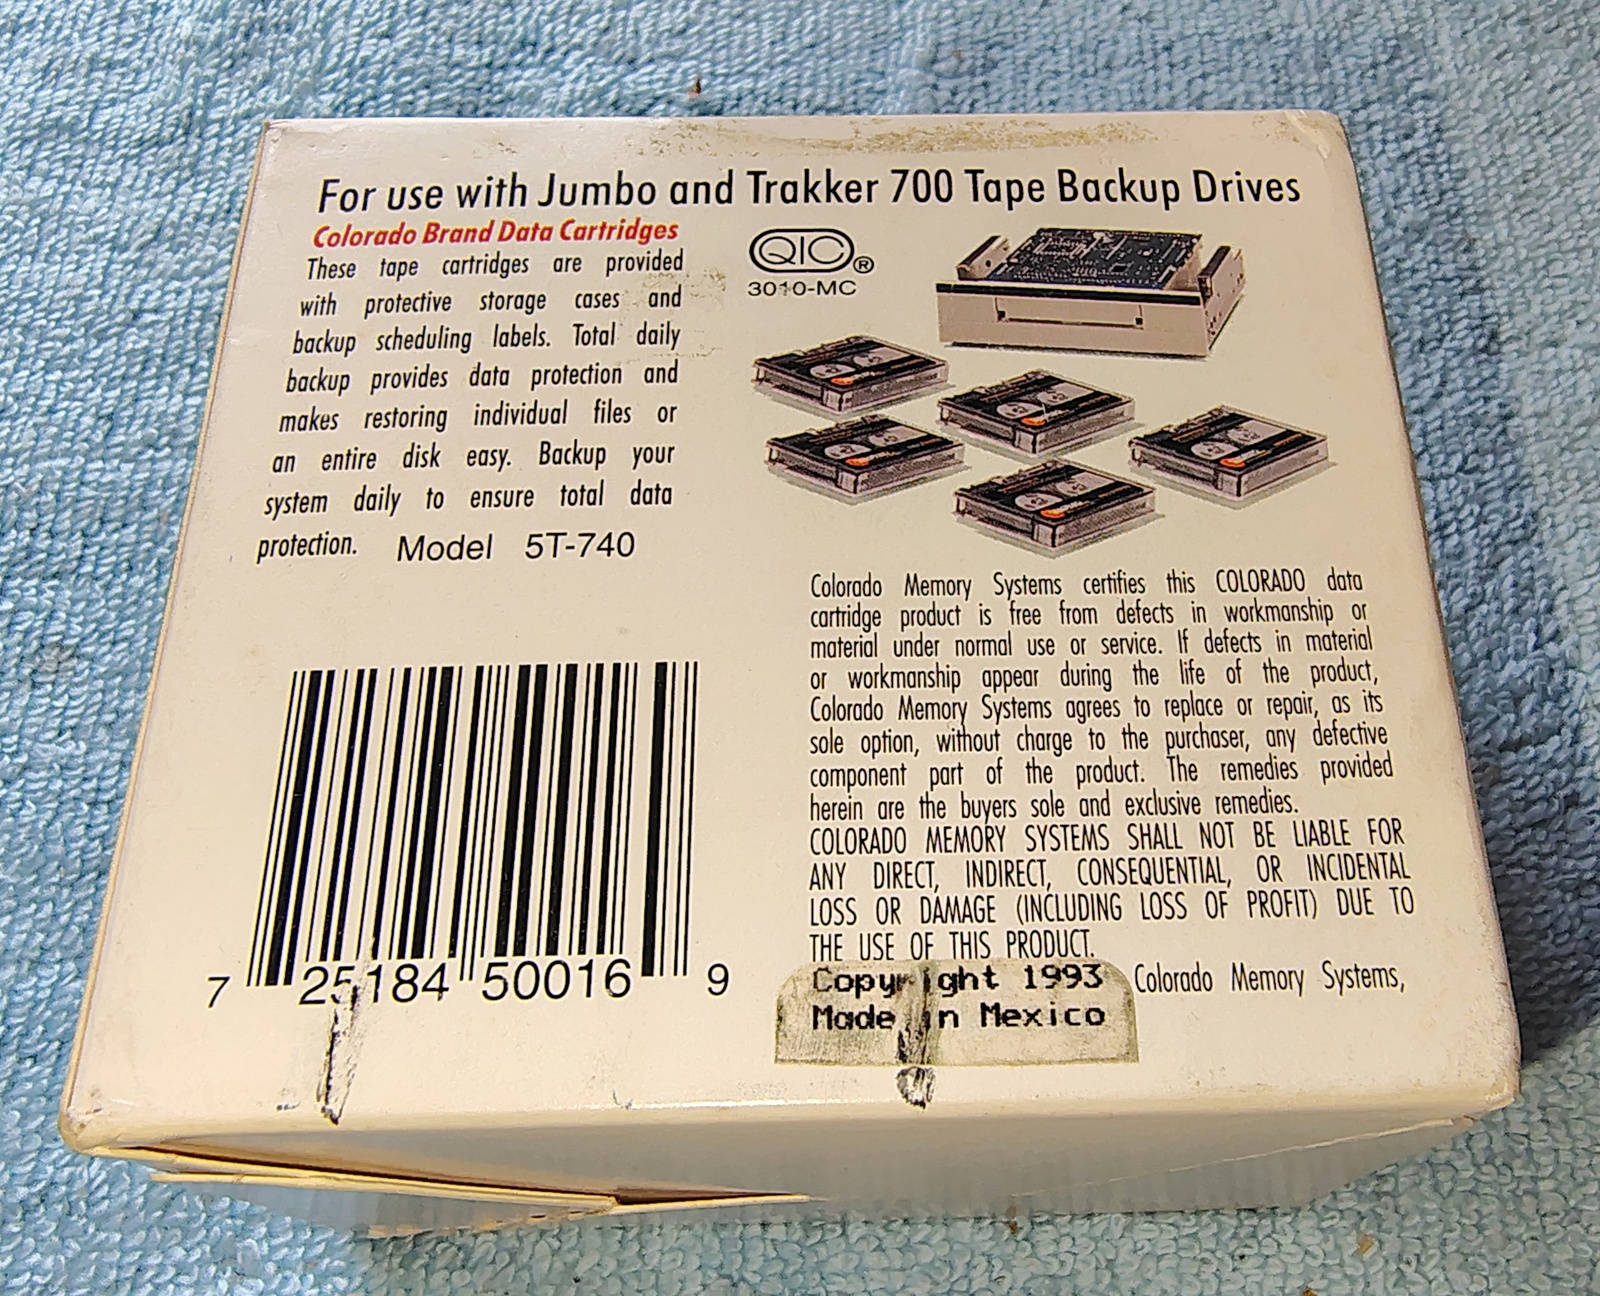 For use with Jumbo and Trakker 700 Tape Backup Drives
Colorado Brand Data Cartridges
These tape cartridges are provided
with protective storage cases and
backup scheduling labels. Total daily
backup provides data protection and
makes restoring individual files or
an entire disk easy. Backup your
system daily to ensure total data
protection. Model 5T-740
QIC®
3010-MC
Colorado Memory Systems certifies this COLORADO data
cartridge product is free from defects in workmanship or
material under normal use or service. If defects in material
or workmanship appear during the life of the product,
Colorado Memory Systems agrees to replace or repair, as its
sole option, without charge to the purchaser, any defective
component part of the product. The remedies provided
herein are the buyers sole and exclusive remedies.
COLORADO MEMORY SYSTEMS SHALL NOT BE LIABLE FOR
ANY DIRECT, INDIRECT, CONSEQUENTIAL, OR INCIDENTAL
LOSS OR DAMAGE (INCLUDING LOSS OF PROFIT) DUE TO
THE USE OF THIS PRODUCT.
Copyright 1993 Colorado Memory Systems,
Made in Mexico
7 25184 50016 9